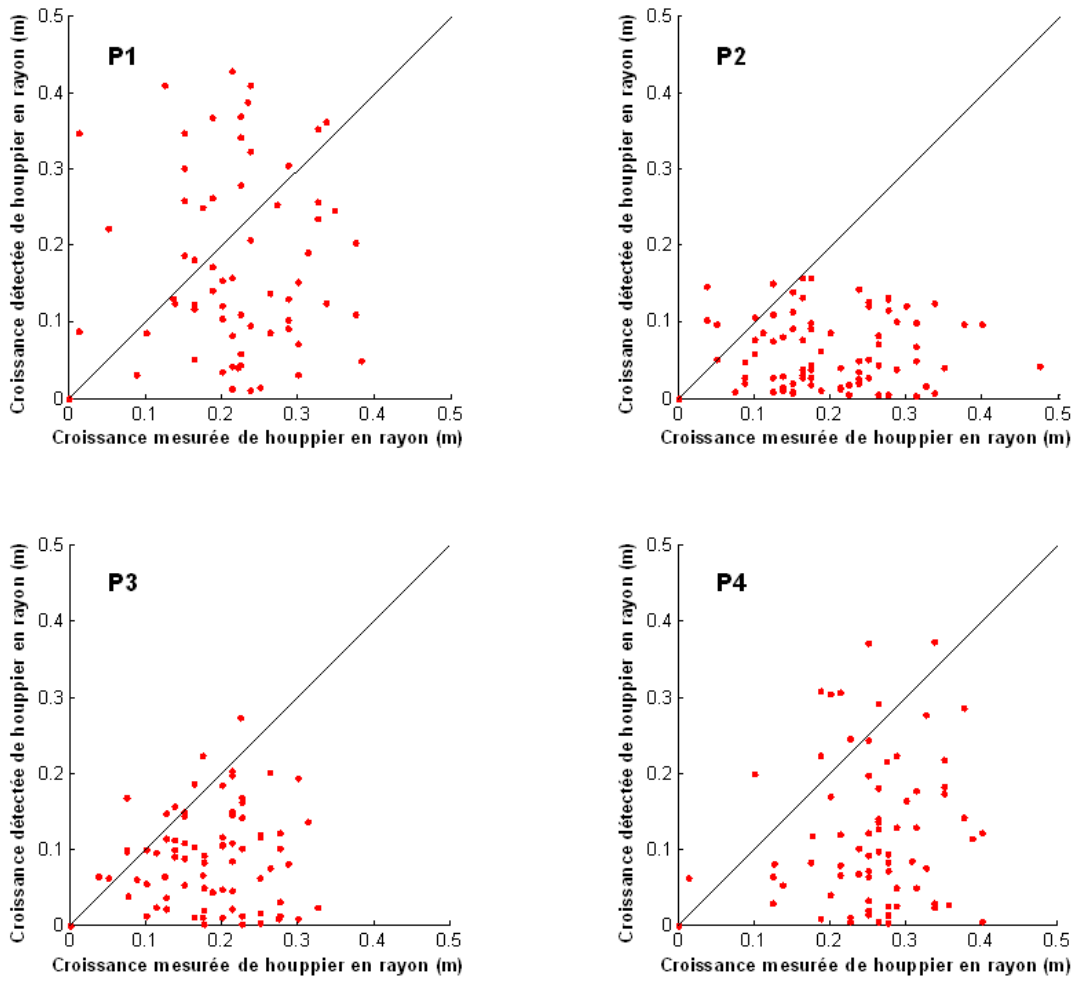 Croissance détectée de houppier en rayon (m)
P1
0.5
0.4
0.3
0.2
0.1
0
0 0.1 0.2 0.3 0.4 0.5
Croissance mesurée de houppier en rayon (m)
Croissance détectée de houppier en rayon (m)
P2
0.5
0.4
0.3
0.2
0.1
0
0 0.1 0.2 0.3 0.4 0.5
Croissance mesurée de houppier en rayon (m)
Croissance détectée de houppier en rayon (m)
P3
0.5
0.4
0.3
0.2
0.1
0
0 0.1 0.2 0.3 0.4 0.5
Croissance mesurée de houppier en rayon (m)
Croissance détectée de houppier en rayon (m)
P4
0.5
0.4
0.3
0.2
0.1
0
0 0.1 0.2 0.3 0.4 0.5
Croissance mesurée de houppier en rayon (m)